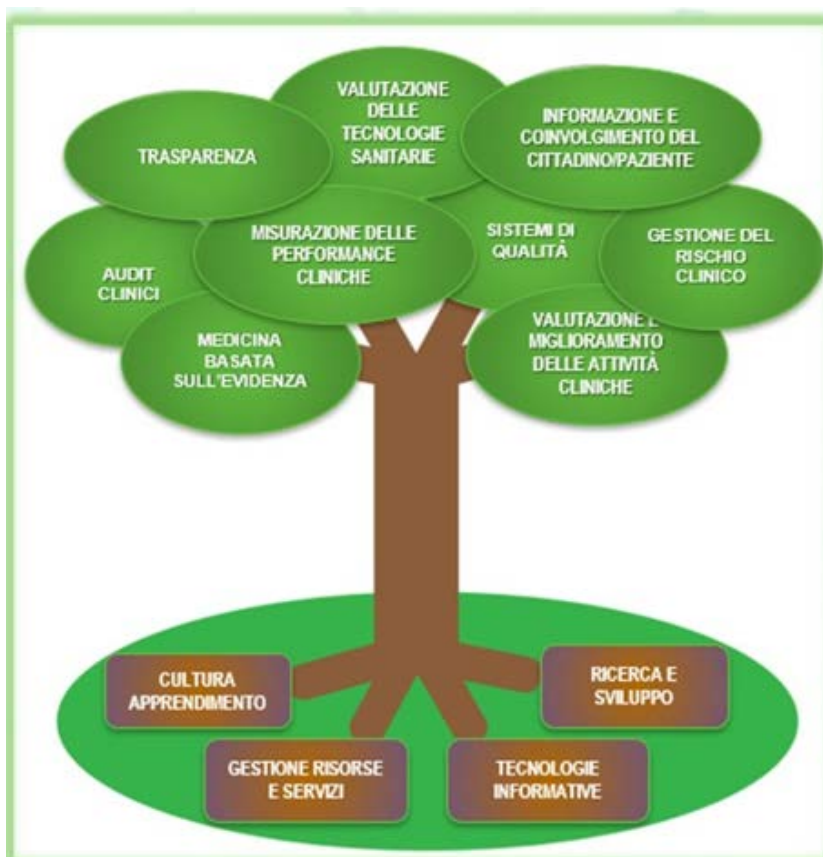 VALUTAZIONE
DELLE
TECNOLOGIE
SANITARIE
INFORMAZIONE E
COINVOLGIMENTO DEL
CITTADINO/PAZIENTE
TRASPARENZA
MISURAZIONE DELLE
PERFORMANCE
CLINICHE
SISTEMI DI
QUALITÀ
GESTIONE DEL
RISCHIO
CLINICO
AUDIT
CLINICI
MEDICINA
BASATA
SULL'EVIDENZA
VALUTAZIONE E
MIGLIORAMENTO
DELLE ATTIVITÀ
CLINICHE
CULTURA
APPRENDIMENTO
RICERCA E
SVILUPPO
GESTIONE RISORSE
E SERVIZI
TECNOLOGIE
INFORMATIVE